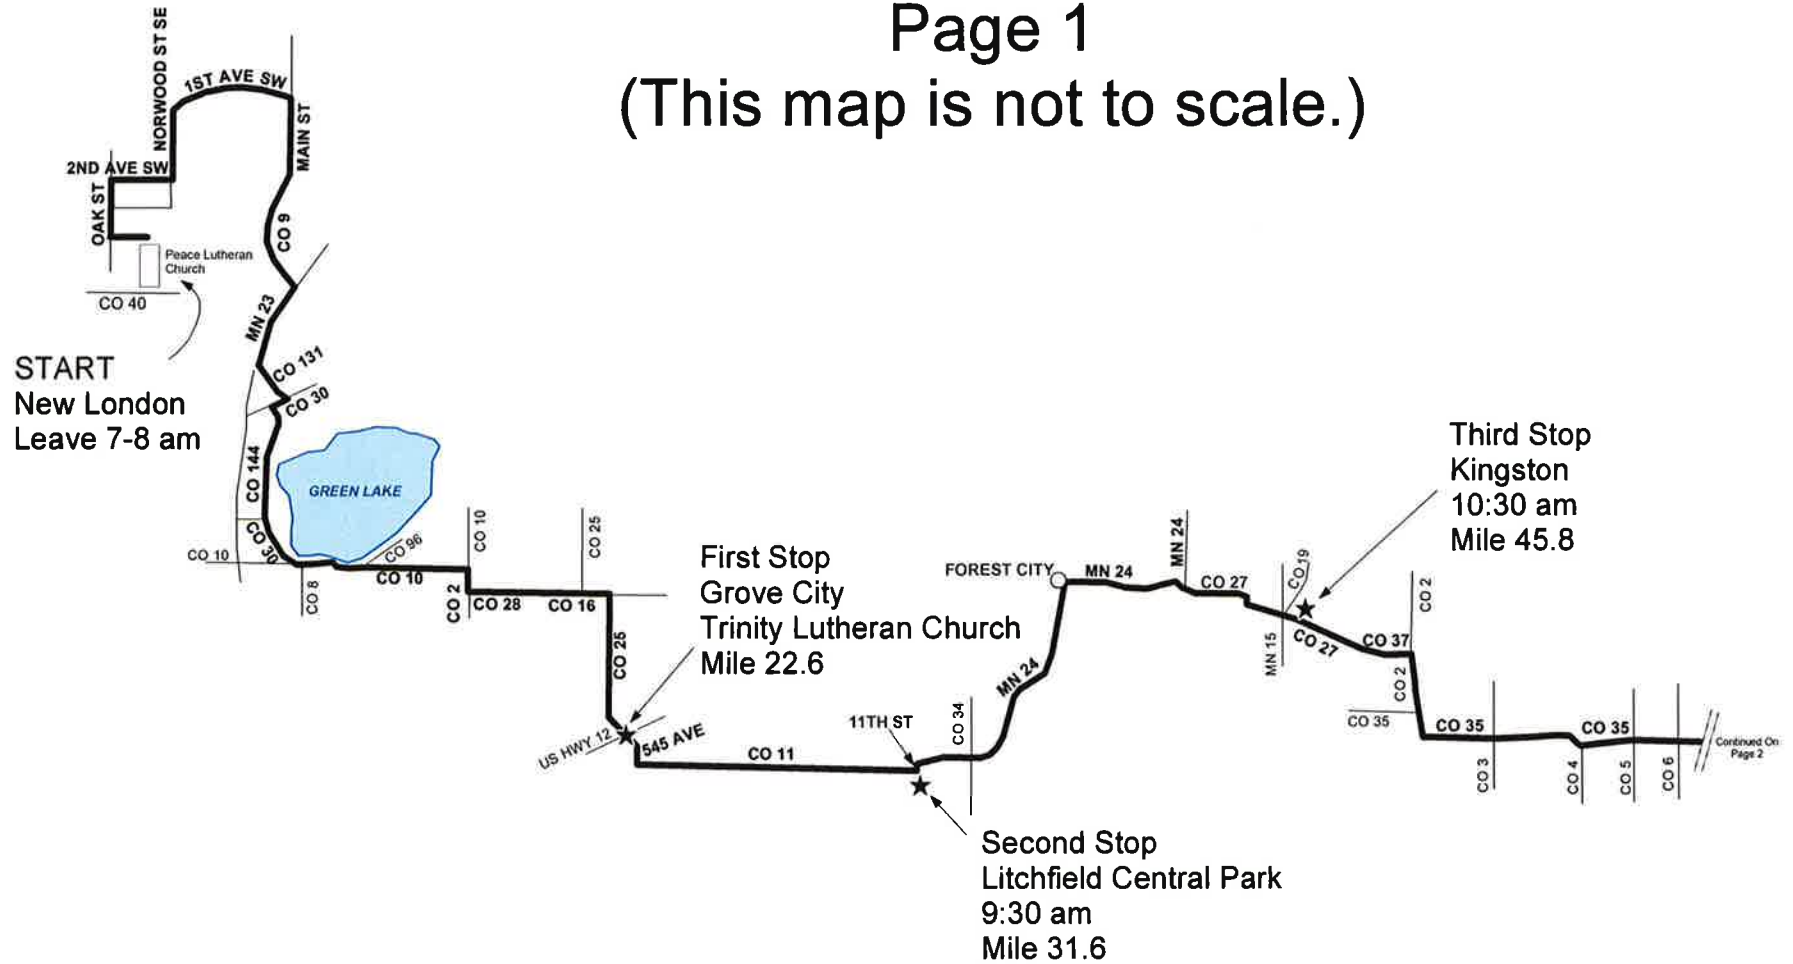 Page 1
(This map is not to scale.)
NORWOOD ST SE
1ST AVE SW
MAIN ST
2ND AVE SW
OAK ST
CO 9
Peace Lutheran
Church
CO 40
MN 23
START
New London
Leave 7-8 am
CO 131
CO 30
CO 144
GREEN LAKE
CO 30
CO 10
CO 96
CO 10
CO 8
CO 10
CO 2
CO 28
CO 16
CO 25
CO 25
First Stop
Grove City
Trinity Lutheran Church
Mile 22.6
US HWY 12
545 AVE
CO 11
11TH ST
CO 34
Second Stop
Litchfield Central Park
9:30 am
Mile 31.6
MN 24
FOREST CITY
MN 24
MN 24
CO 27
CO 19
MN 15
CO 27
Third Stop
Kingston
10:30 am
Mile 45.8
CO 37
CO 2
CO 2
CO 35
CO 35
CO 3
CO 35
CO 4
CO 5
CO 6
Continued On
Page 2